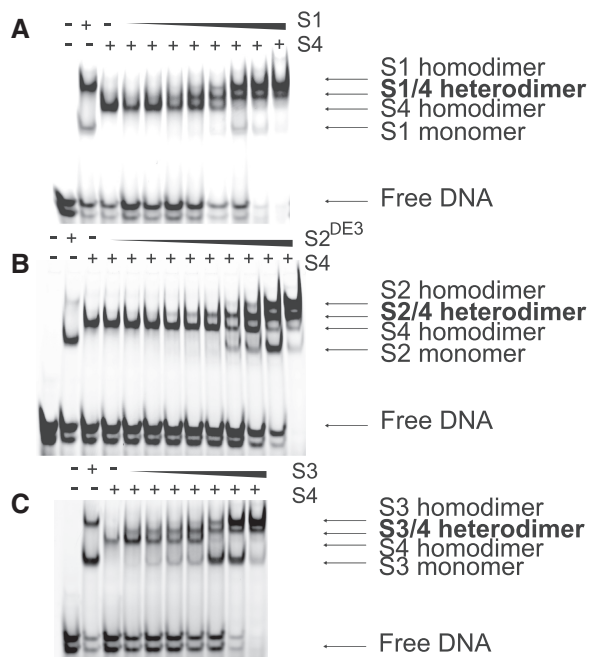 A
- + - S1
- - + + + + + + + + + S4
S1 homodimer
S1/4 heterodimer
S4 homodimer
S1 monomer
Free DNA
B
- + - S2^DE3
- - + + + + + + + + + + + S4
S2 homodimer
S2/4 heterodimer
S4 homodimer
S2 monomer
Free DNA
C
- + - S3
- - + + + + + + + + S4
S3 homodimer
S3/4 heterodimer
S4 homodimer
S3 monomer
Free DNA